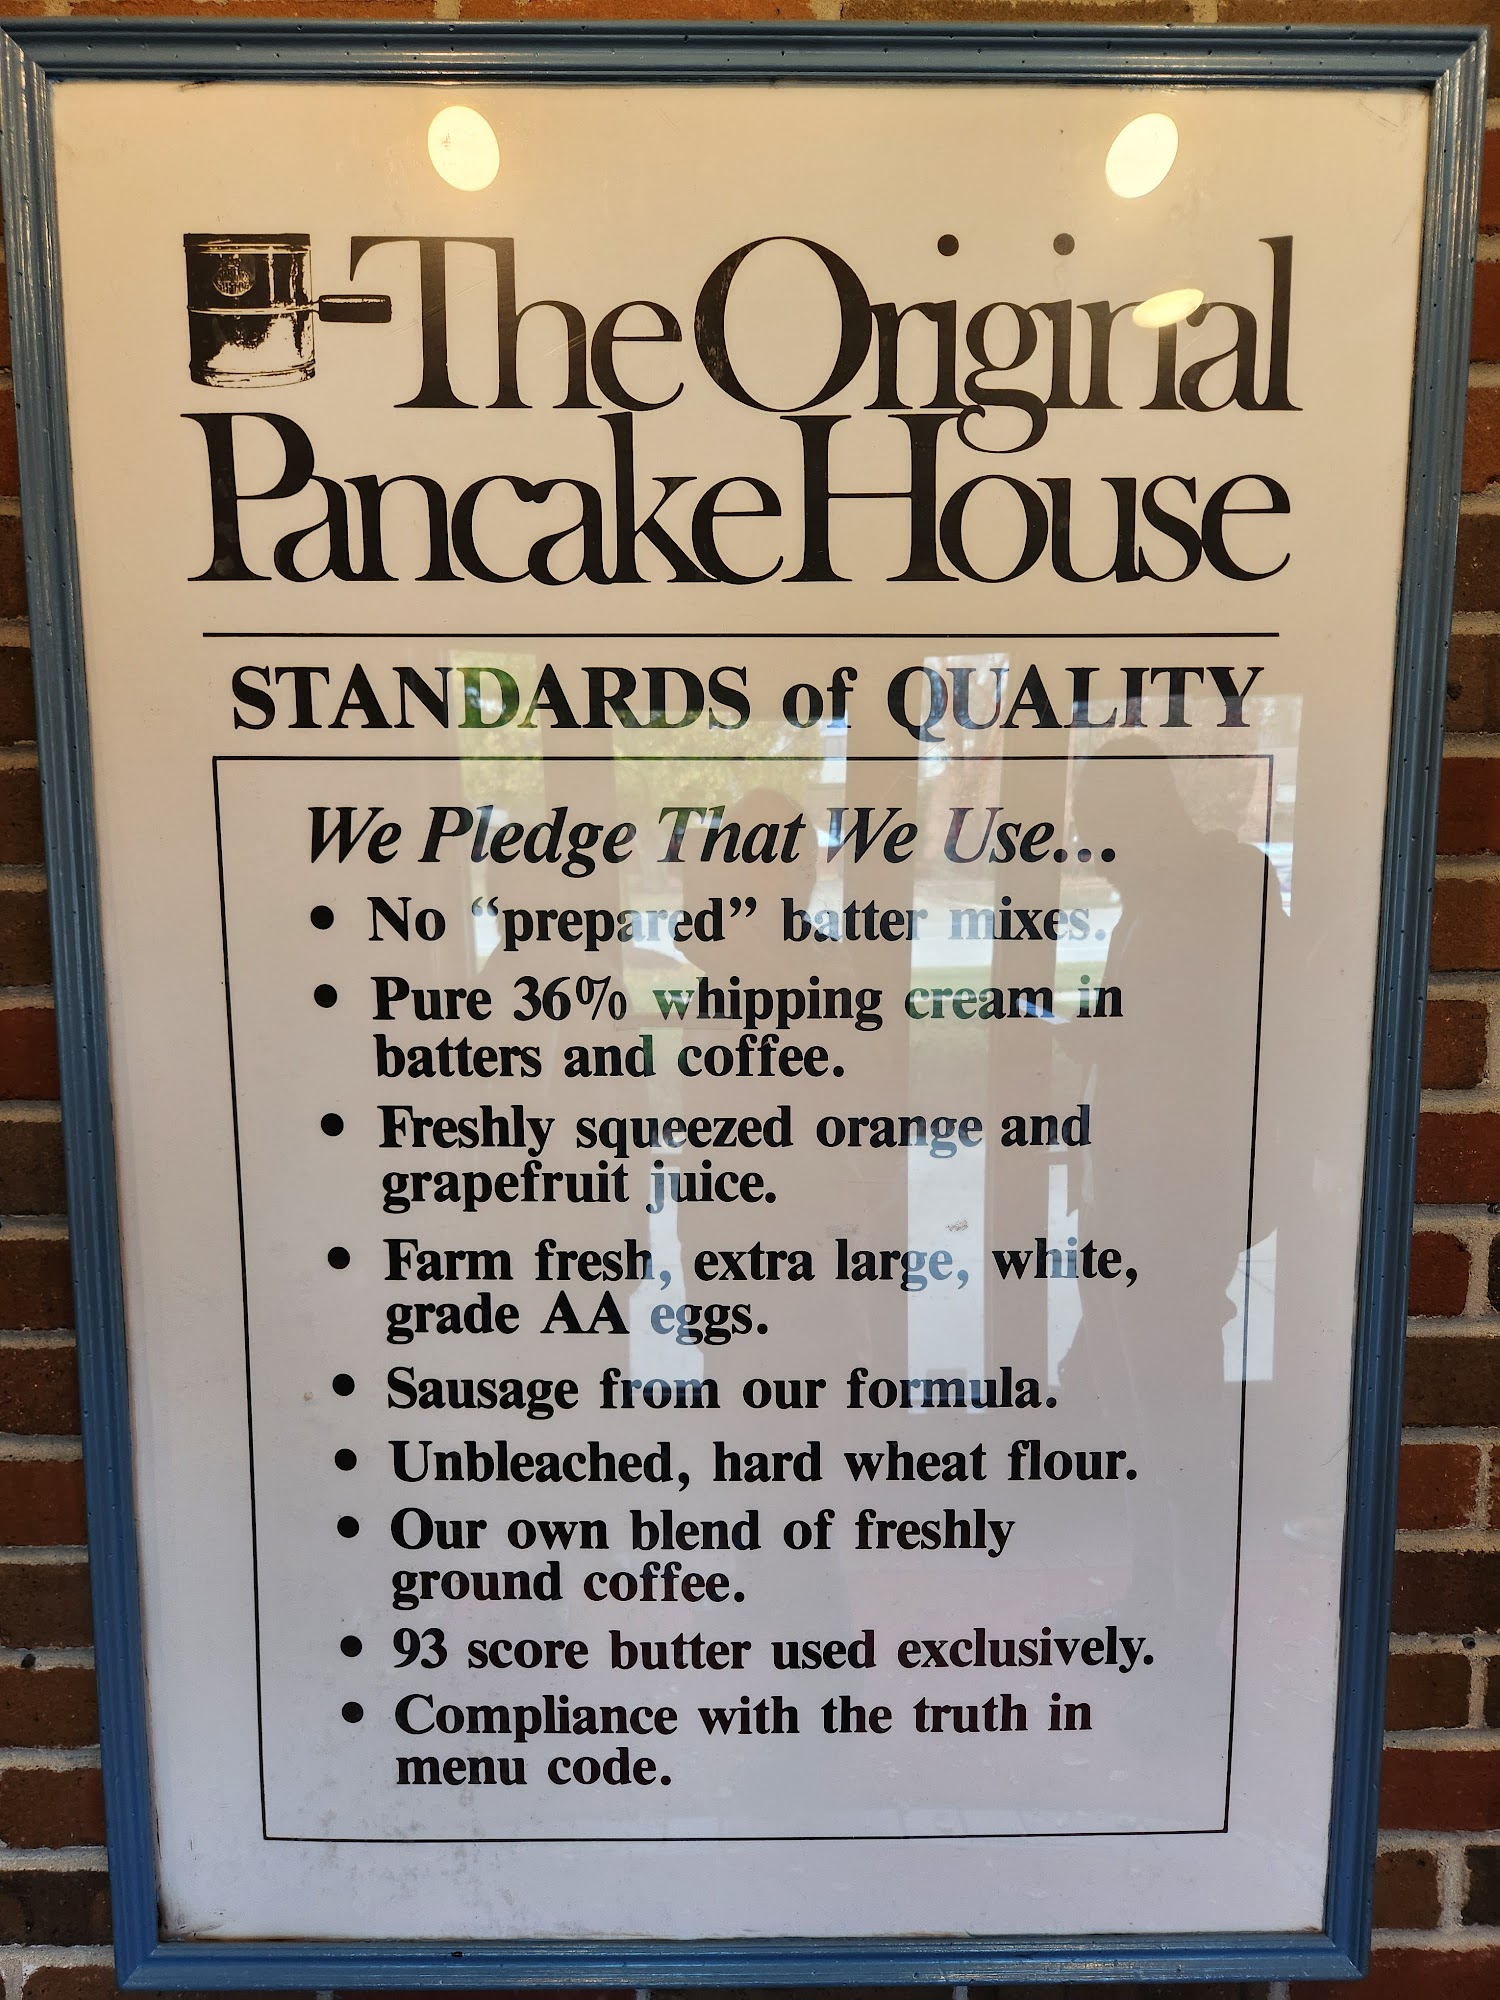 The Original
Pancake House
STANDARDS of QUALITY
We Pledge That We Use...
• No “prepared” batter mixes.
• Pure 36% whipping cream in
batters and coffee.
• Freshly squeezed orange and
grapefruit juice.
• Farm fresh, extra large, white,
grade AA eggs.
• Sausage from our formula.
• Unbleached, hard wheat flour.
• Our own blend of freshly
ground coffee.
• 93 score butter used exclusively.
• Compliance with the truth in
menu code.